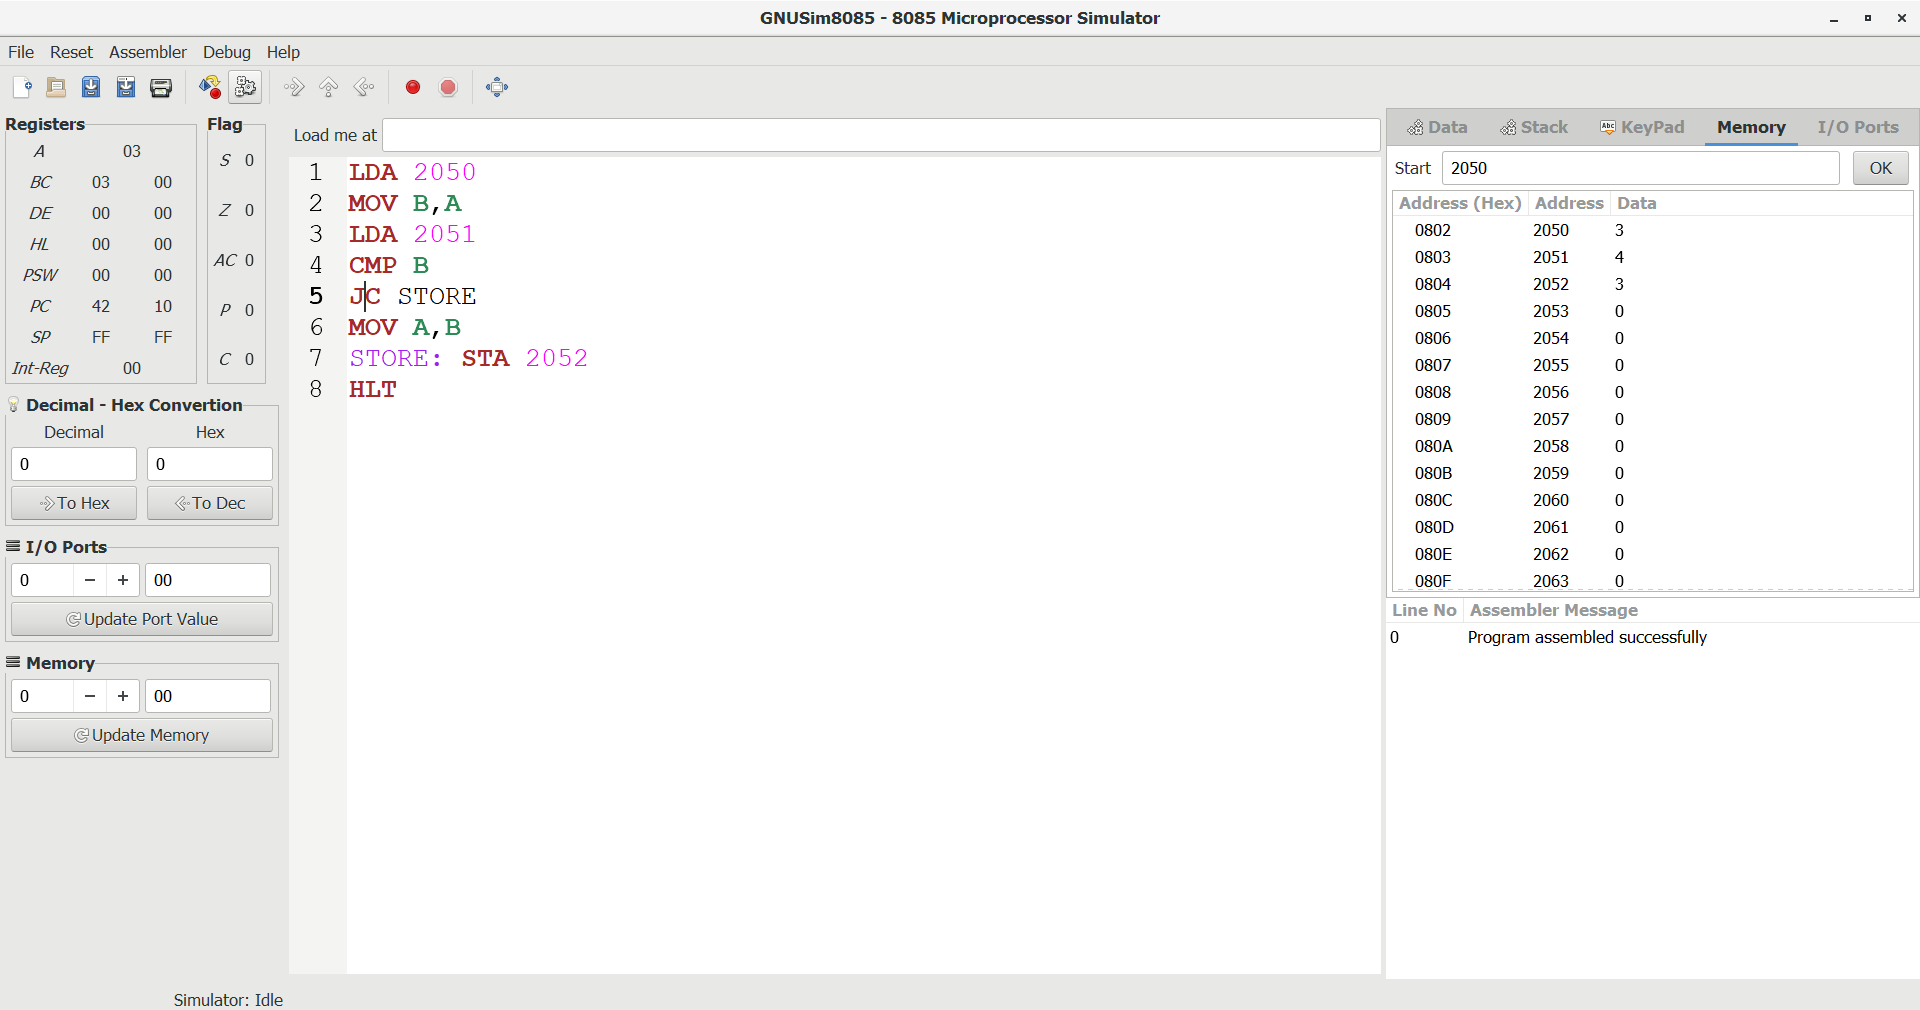 GNUSim8085 - 8085 Microprocessor Simulator
File Reset Assembler Debug Help
Registers
A 03
BC 03 00
DE 00 00
HL 00 00
PSW 00 00
PC 42 10
SP FF FF
Int-Reg 00
Flag
S 0
Z 0
AC 0
P 0
C 0
Decimal - Hex Convertion
Decimal Hex
0 0
To Hex To Dec
I/O Ports
0 − + 00
Update Port Value
Memory
0 − + 00
Update Memory
Load me at
1 LDA 2050
2 MOV B,A
3 LDA 2051
4 CMP B
5 JC STORE
6 MOV A,B
7 STORE: STA 2052
8 HLT
Data Stack Abc KeyPad Memory I/O Ports
Start 2050 OK
Address (Hex) Address Data
0802 2050 3
0803 2051 4
0804 2052 3
0805 2053 0
0806 2054 0
0807 2055 0
0808 2056 0
0809 2057 0
080A 2058 0
080B 2059 0
080C 2060 0
080D 2061 0
080E 2062 0
080F 2063 0
Line No Assembler Message
0 Program assembled successfully
Simulator: Idle